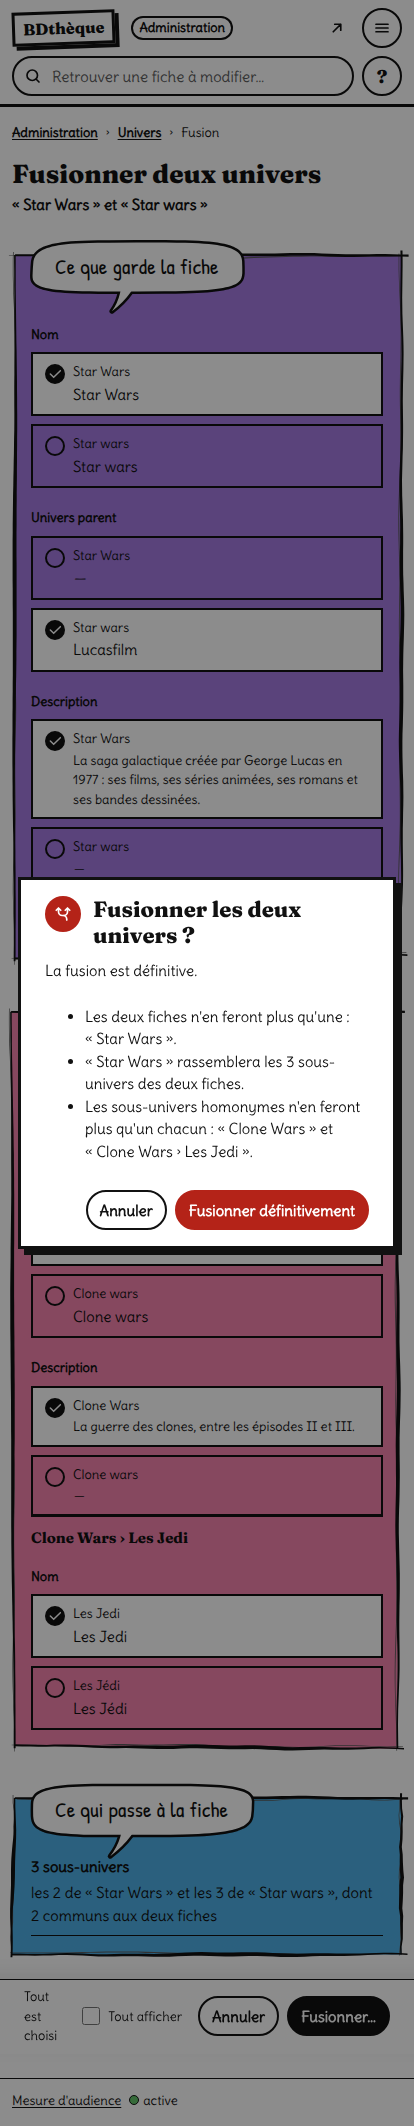 BDthèque
Administration
Retrouver une fiche à modifier...
?
Administration › Univers › Fusion
Fusionner deux univers
« Star Wars » et « Star wars »
Ce que garde la fiche
Nom
Star Wars
Star Wars
Star wars
Star wars
Univers parent
Star Wars
—
Star wars
Lucasfilm
Description
Star Wars
La saga galactique créée par George Lucas en
1977 : ses films, ses séries animées, ses romans et
ses bandes dessinées.
Star wars
—
Fusionner les deux
univers ?
La fusion est définitive.
• Les deux fiches n'en feront plus qu'une :
« Star Wars ».
• « Star Wars » rassemblera les 3 sous-
univers des deux fiches.
• Les sous-univers homonymes n'en feront
plus qu'un chacun : « Clone Wars » et
« Clone Wars › Les Jedi ».
Annuler
Fusionner définitivement
Clone wars
Clone wars
Description
Clone Wars
La guerre des clones, entre les épisodes II et III.
Clone wars
—
Clone Wars › Les Jedi
Nom
Les Jedi
Les Jedi
Les Jédi
Les Jédi
Ce qui passe à la fiche
3 sous-univers
les 2 de « Star Wars » et les 3 de « Star wars », dont
2 communs aux deux fiches
Tout
est
choisi
Tout afficher
Annuler
Fusionner...
Mesure d'audience
active